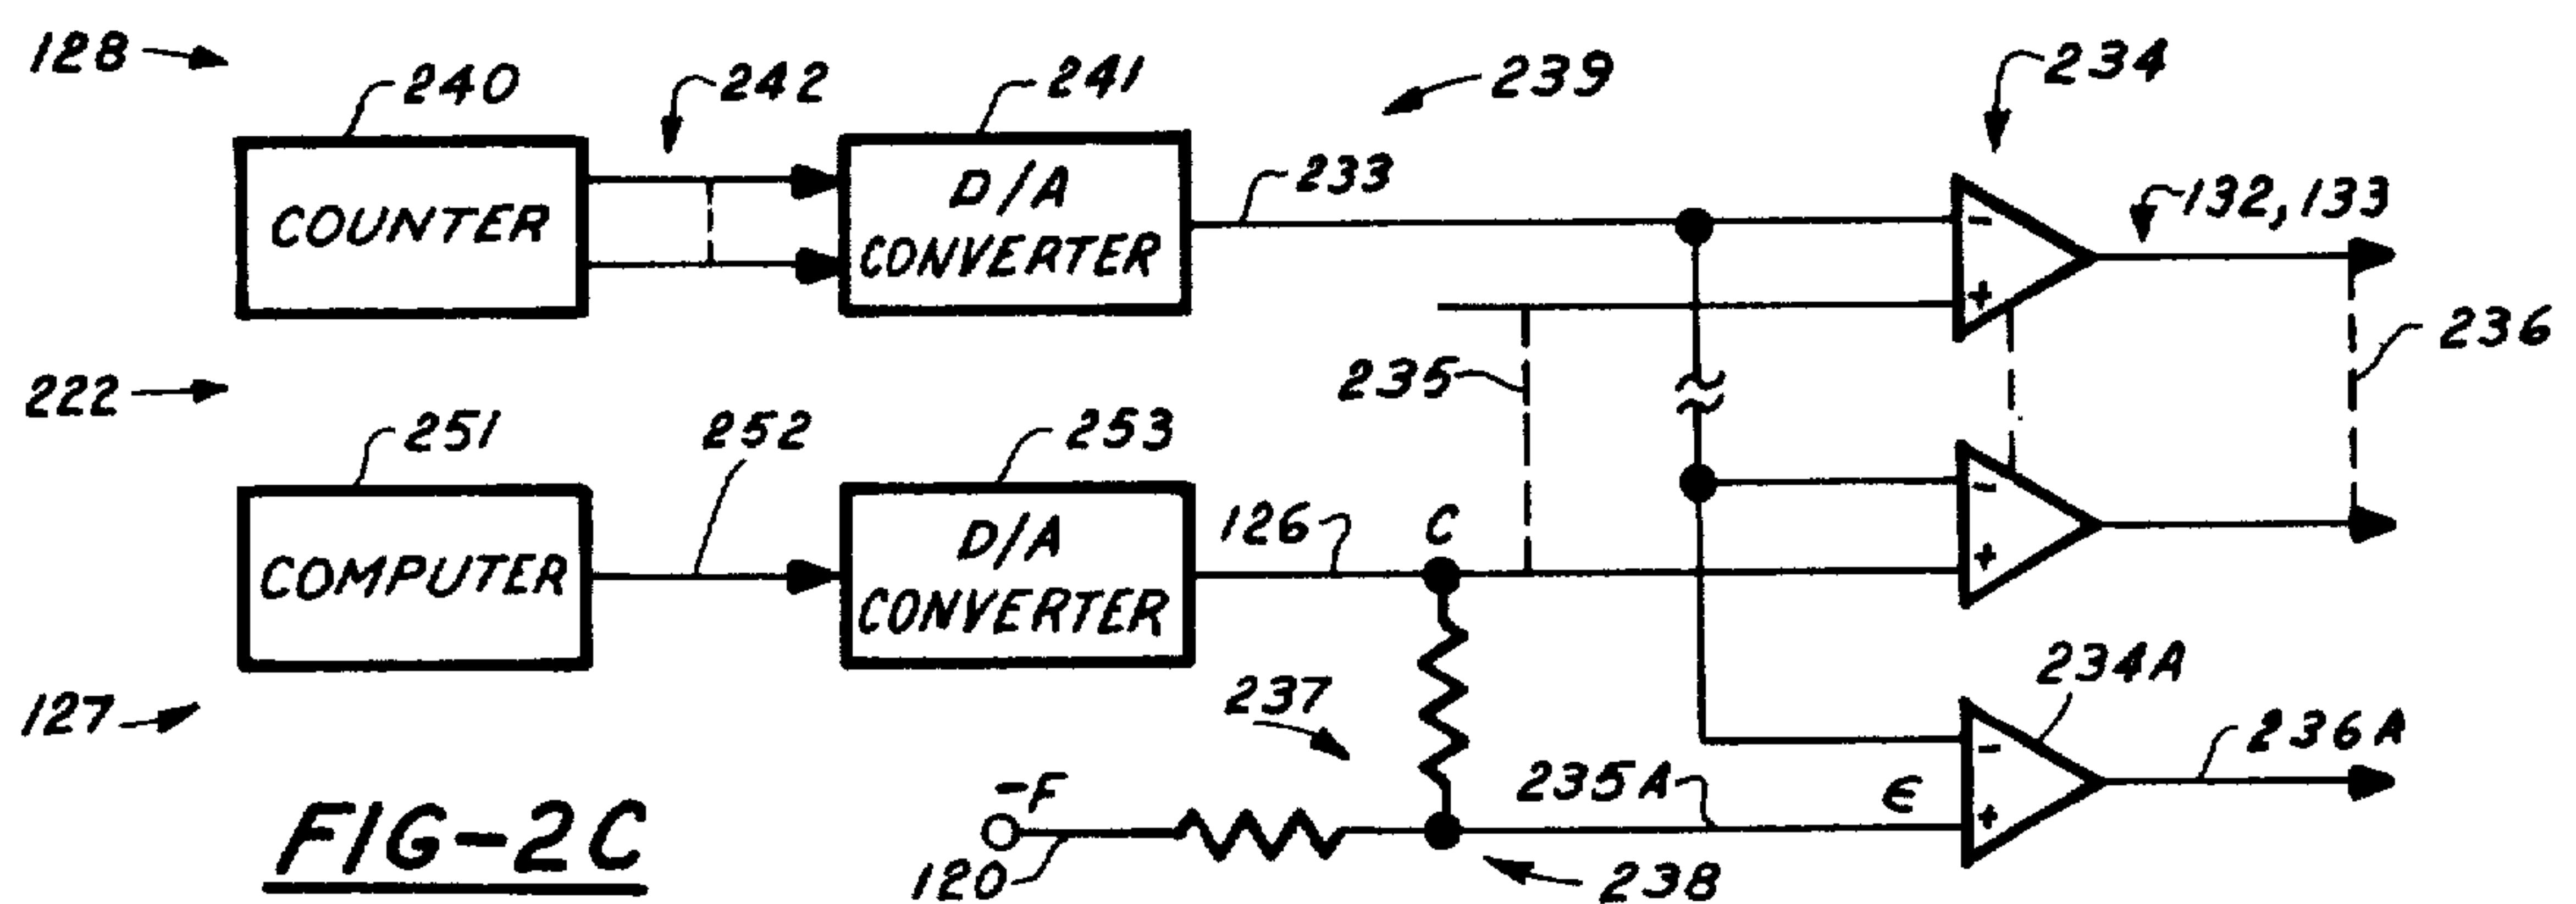 128
240
242
241
239
234
COUNTER
D/A
CONVERTER
233
-
+
132, 133
235
236
222
251
252
253
COMPUTER
D/A
CONVERTER
126
C
-
+
127
237
234A
-F
120
235A
ϵ
-
+
236A
238
FIG-2C